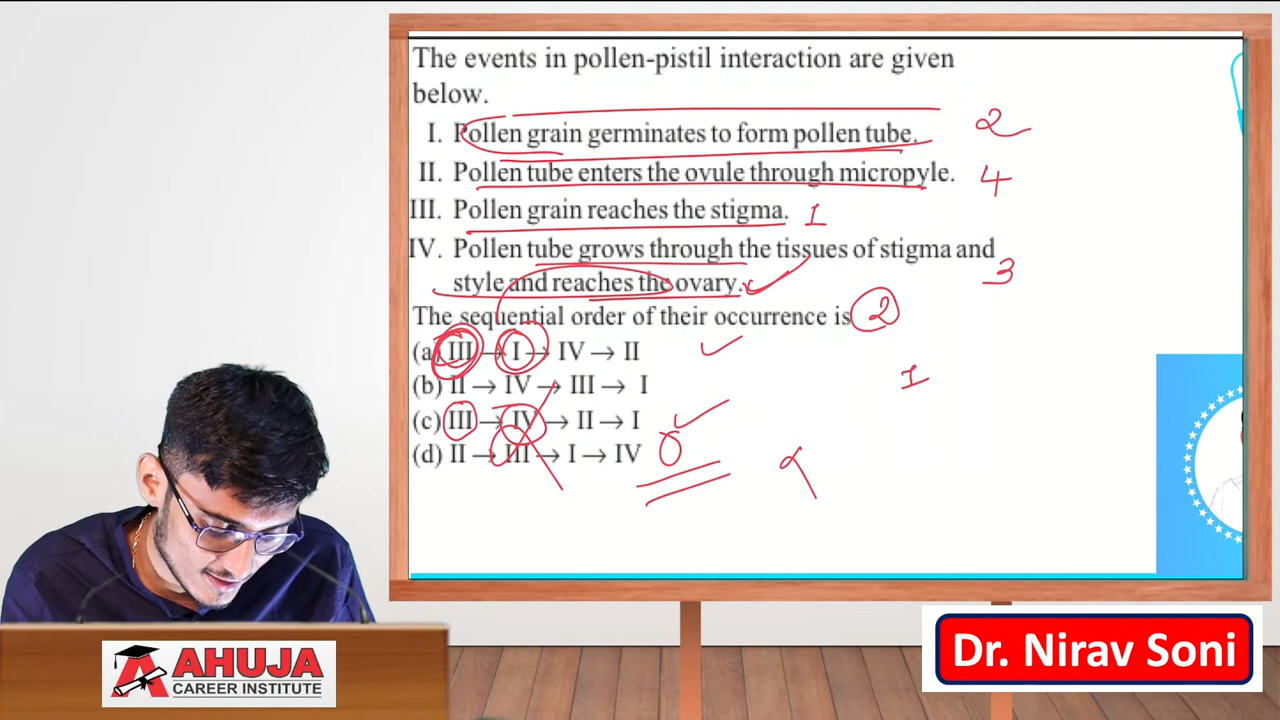 The events in pollen-pistil interaction are given
below.
I. Pollen grain germinates to form pollen tube. 2
II. Pollen tube enters the ovule through micropyle. 4
III. Pollen grain reaches the stigma. 1
IV. Pollen tube grows through the tissues of stigma and
style and reaches the ovary. 3
The sequential order of their occurrence is 2
(a) III → I → IV → II
(b) II → IV → III → I
1
(c) III → IV → II → I
(d) II → III → I → IV
Dr. Nirav Soni
AHUJA
CAREER INSTITUTE